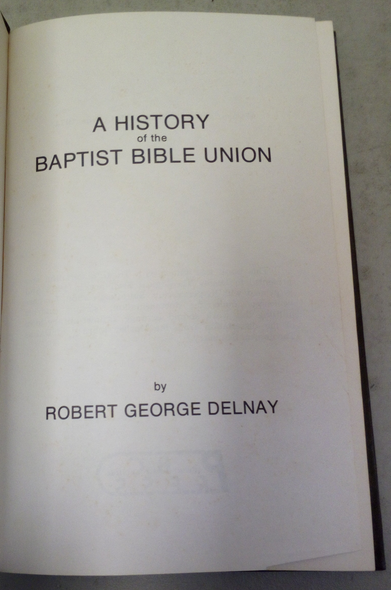 A HISTORY
of the
BAPTIST BIBLE UNION
by
ROBERT GEORGE DELNAY